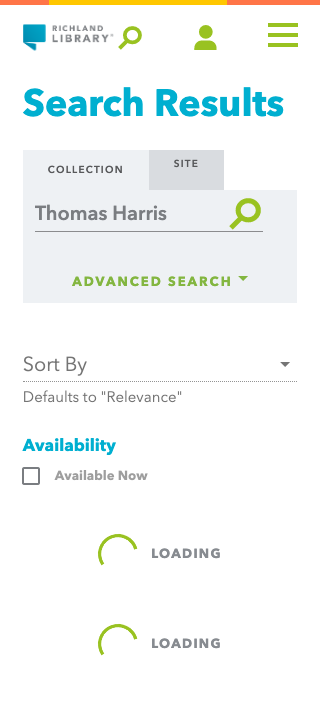 RICHLAND
LIBRARY
Search Results
COLLECTION
SITE
Thomas Harris
ADVANCED SEARCH
Sort By
Defaults to "Relevance"
Availability
Available Now
LOADING
LOADING